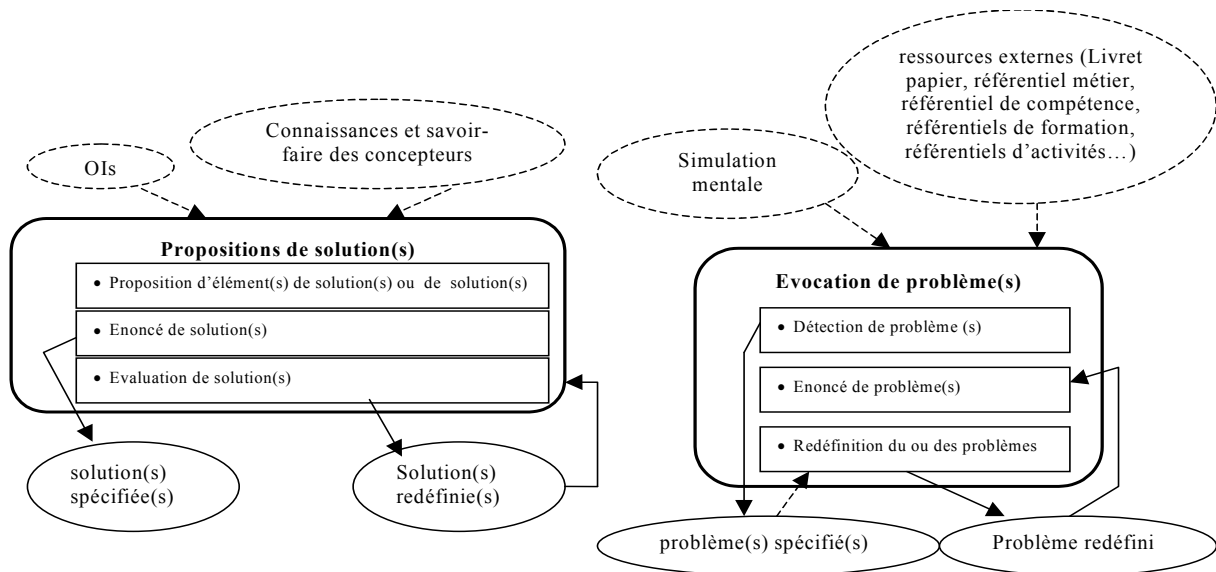 OIs
Connaissances et savoir-
faire des concepteurs
Propositions de solution(s)
• Proposition d’élément(s) de solution(s) ou de solution(s)
• Enoncé de solution(s)
• Evaluation de solution(s)
solution(s)
spécifiée(s)
Solution(s)
redéfinie(s)
Simulation
mentale
ressources externes (Livret
papier, référentiel métier,
référentiel de compétence,
référentiels de formation,
référentiels d’activités…)
Evocation de problème(s)
• Détection de problème (s)
• Enoncé de problème(s)
• Redéfinition du ou des problèmes
problème(s) spécifié(s)
Problème redéfini